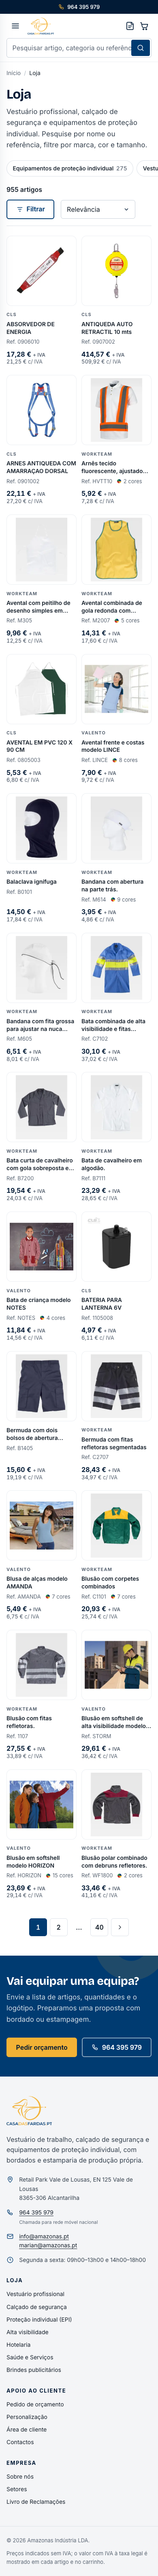 964 395 979
CASA DAS FARDAS·PT
Pesquisar artigo, categoria ou referência
Início / Loja
Loja
Vestuário profissional, calçado de
segurança e equipamentos de
proteção. Pesquise por nome ou
referência, filtre por marca, cor e tamanho.
Equipamentos de proteção individual 275
Vestu
955 artigos
Filtrar
Relevância
CLS
ABSORVEDOR DE
ENERGIA
Ref. 0906010
17,28 € + IVA
21,25 € c/ IVA
CLS
ANTIQUEDA AUTO
RETRACTIL 10 mts
Ref. 0907002
414,57 € + IVA
509,92 € c/ IVA
CLS
ARNES ANTIQUEDA COM
AMARRAÇAO DORSAL
Ref. 0901002
22,11 € + IVA
27,20 € c/ IVA
WORKTEAM
Arnês tecido
fluorescente, ajustado...
Ref. HVTT10 2 cores
5,92 € + IVA
7,28 € c/ IVA
WORKTEAM
Avental com peitilho de
desenho simples em...
Ref. M305
9,96 € + IVA
12,25 € c/ IVA
WORKTEAM
Avental combinada de
gola redonda com...
Ref. M2007 5 cores
14,31 € + IVA
17,60 € c/ IVA
CLS
AVENTAL EM PVC 120 X
90 CM
Ref. 0805003
5,53 € + IVA
6,80 € c/ IVA
VALENTO
Avental frente e costas
modelo LINCE
Ref. LINCE 8 cores
7,90 € + IVA
9,72 € c/ IVA
WORKTEAM
Balaclava ignífuga
Ref. B0101
14,50 € + IVA
17,84 € c/ IVA
WORKTEAM
Bandana com abertura
na parte trás.
Ref. M614 9 cores
3,95 € + IVA
4,86 € c/ IVA
WORKTEAM
Bandana com fita grossa
para ajustar na nuca...
Ref. M605
6,51 € + IVA
8,01 € c/ IVA
WORKTEAM
Bata combinada de alta
visibilidade e fitas...
Ref. C7102
30,10 € + IVA
37,02 € c/ IVA
WORKTEAM
Bata curta de cavalheiro
com gola sobreposta e...
Ref. B7200
19,54 € + IVA
24,03 € c/ IVA
WORKTEAM
Bata de cavalheiro em
algodão.
Ref. B7111
23,29 € + IVA
28,65 € c/ IVA
VALENTO
Bata de criança modelo
NOTES
Ref. NOTES 4 cores
11,84 € + IVA
14,56 € c/ IVA
CLS
BATERIA PARA
LANTERNA 6V
Ref. 1105008
4,97 € + IVA
6,11 € c/ IVA
WORKTEAM
Bermuda com dois
bolsos de abertura...
Ref. B1405
15,60 € + IVA
19,19 € c/ IVA
WORKTEAM
Bermuda com fitas
refletoras segmentadas
Ref. C2707
28,43 € + IVA
34,97 € c/ IVA
VALENTO
Blusa de alças modelo
AMANDA
Ref. AMANDA 7 cores
5,49 € + IVA
6,75 € c/ IVA
WORKTEAM
Blusão com corpetes
combinados
Ref. C1101 7 cores
20,93 € + IVA
25,74 € c/ IVA
WORKTEAM
Blusão com fitas
refletoras.
Ref. 1107
27,55 € + IVA
33,89 € c/ IVA
VALENTO
Blusão em softshell de
alta visibilidade modelo...
Ref. STORM
29,61 € + IVA
36,42 € c/ IVA
VALENTO
Blusão em softshell
modelo HORIZON
Ref. HORIZON 15 cores
23,69 € + IVA
29,14 € c/ IVA
WORKTEAM
Blusão polar combinado
com debruns refletores.
Ref. WF1800 2 cores
33,46 € + IVA
41,16 € c/ IVA
1 2 ... 40
Vai equipar uma equipa?
Envie a lista de artigos, quantidades e o
logótipo. Preparamos uma proposta com
bordado ou estampagem.
Pedir orçamento
964 395 979
CASA DAS FARDAS·PT
Vestuário de trabalho, calçado de segurança e
equipamentos de proteção individual, com
bordados e estamparia de produção própria.
Retail Park Vale de Lousas, EN 125 Vale de
Lousas
8365-306 Alcantarilha
964 395 979
Chamada para rede móvel nacional
info@amazonas.pt
marian@amazonas.pt
Segunda a sexta: 09h00–13h00 e 14h00–18h00
LOJA
Vestuário profissional
Calçado de segurança
Proteção individual (EPI)
Alta visibilidade
Hotelaria
Saúde e Serviços
Brindes publicitários
APOIO AO CLIENTE
Pedido de orçamento
Personalização
Área de cliente
Contactos
EMPRESA
Sobre nós
Setores
Livro de Reclamações
© 2026 Amazonas Indústria LDA.
Preços indicados sem IVA; o valor com IVA à taxa legal é
mostrado em cada artigo e no carrinho.